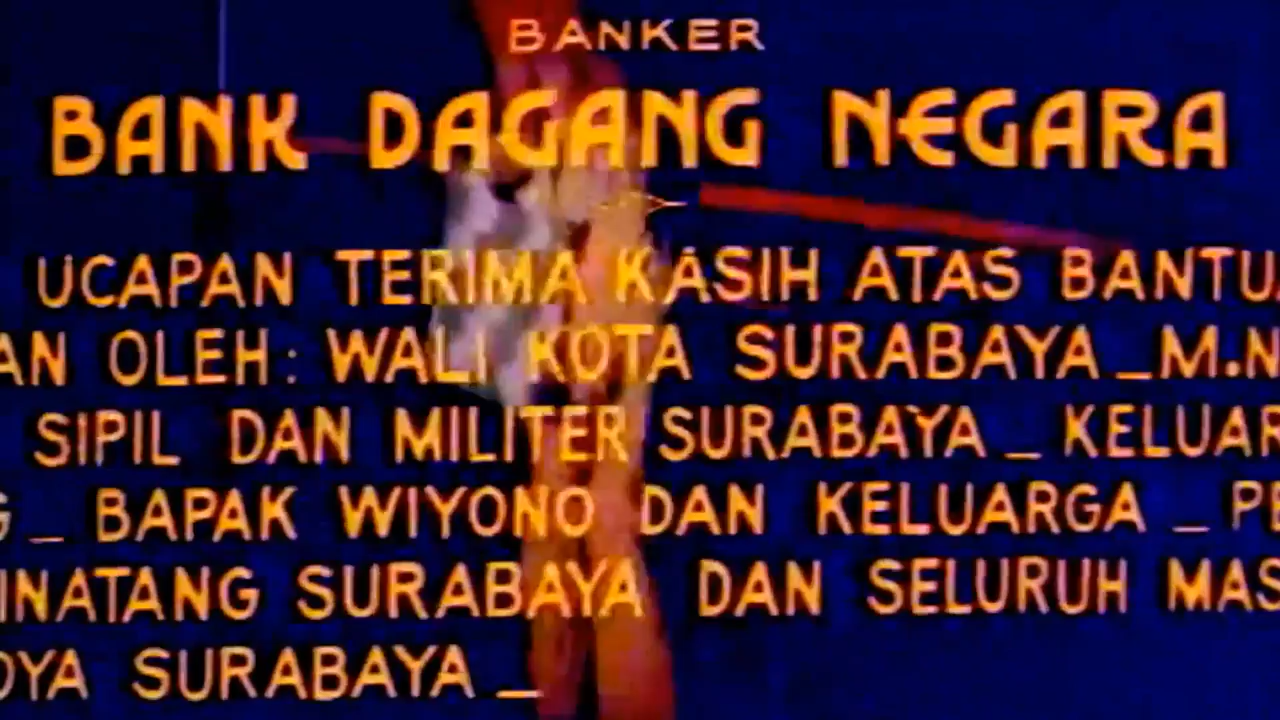 BANKER
BANK DAGANG NEGARA
UCAPAN TERIMA KASIH ATAS BANTU
AN OLEH: WALI KOTA SURABAYA _ M.N
SIPIL DAN MILITER SURABAYA _ KELUAR
G _ BAPAK WIYONO DAN KELUARGA _ PE
INATANG SURABAYA DAN SELURUH MAS
OYA SURABAYA _